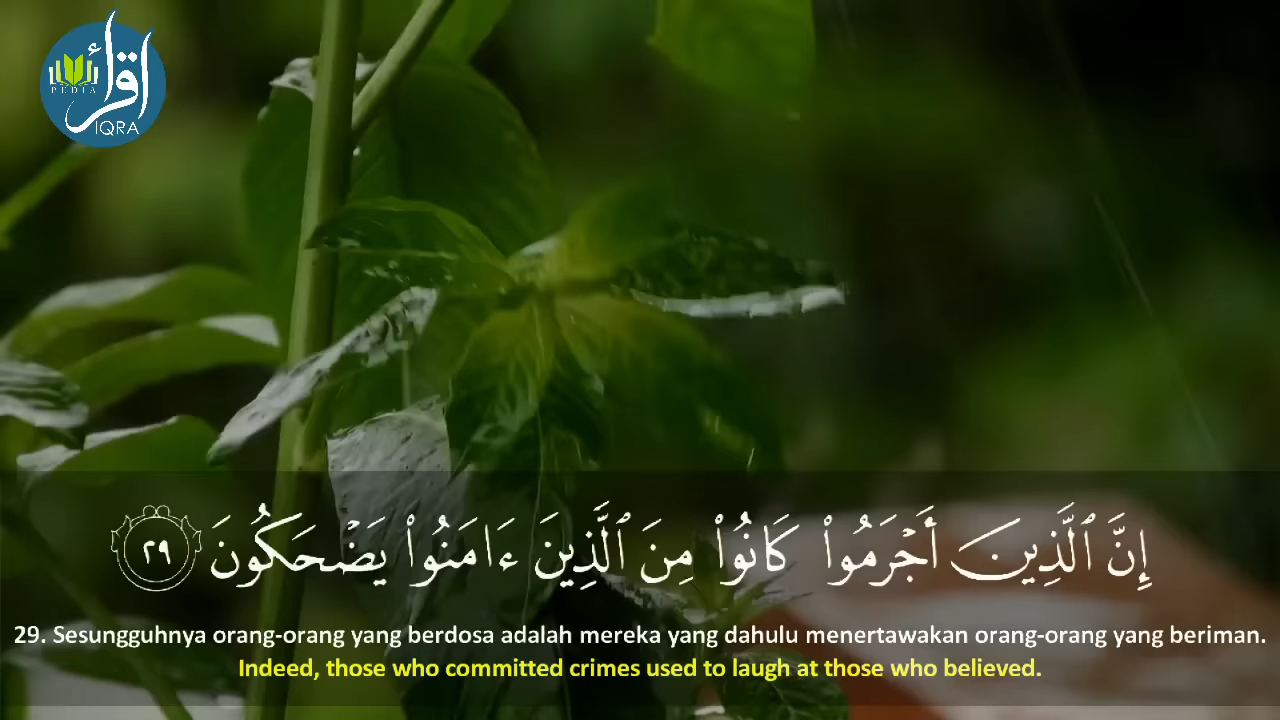 اقرأ
PEDIA
IQRA
إِنَّ ٱلَّذِينَ أَجْرَمُوا۟ كَانُوا۟ مِنَ ٱلَّذِينَ ءَامَنُوا۟ يَضْحَكُونَ ٢٩
29. Sesungguhnya orang-orang yang berdosa adalah mereka yang dahulu menertawakan orang-orang yang beriman.
Indeed, those who committed crimes used to laugh at those who believed.